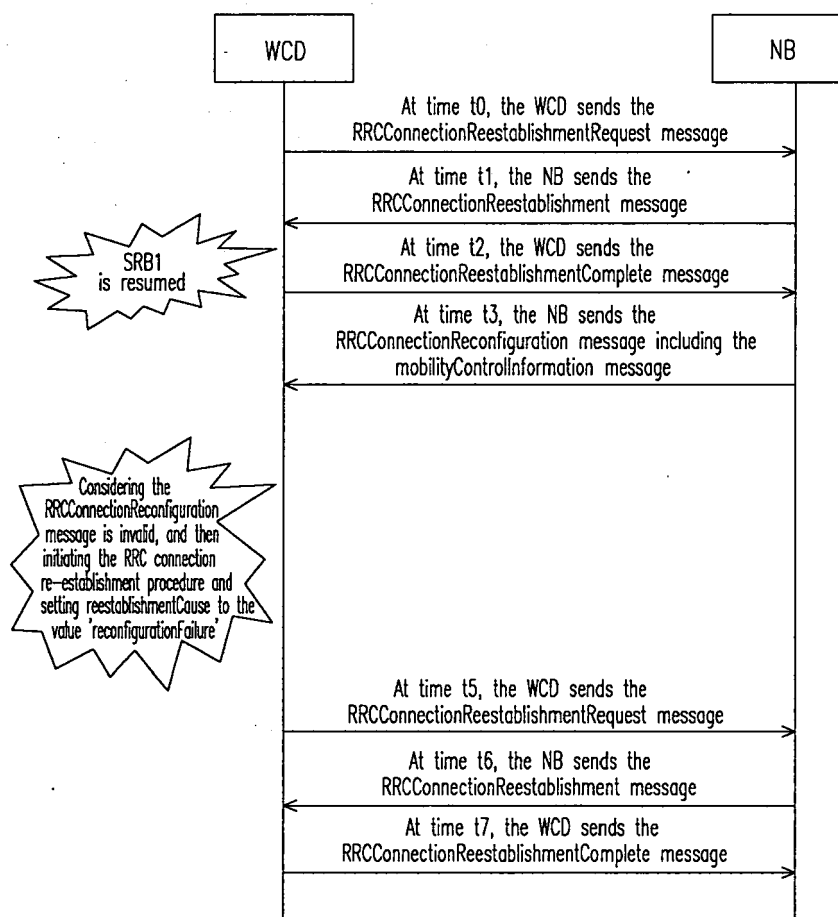 WCD
NB
At time t0, the WCD sends the
RRCConnectionReestablishmentRequest message
At time t1, the NB sends the
RRCConnectionReestablishment message
SRB1
is resumed
At time t2, the WCD sends the
RRCConnectionReestablishmentComplete message
At time t3, the NB sends the
RRCConnectionReconfiguration message including the
mobilityControlInformation message
Considering the
RRCConnectionReconfiguration
message is invalid, and then
initiating the RRC connection
re-establishment procedure and
setting reestablishmentCause to the
value 'reconfigurationFailure'
At time t5, the WCD sends the
RRCConnectionReestablishmentRequest message
At time t6, the NB sends the
RRCConnectionReestablishment message
At time t7, the WCD sends the
RRCConnectionReestablishmentComplete message